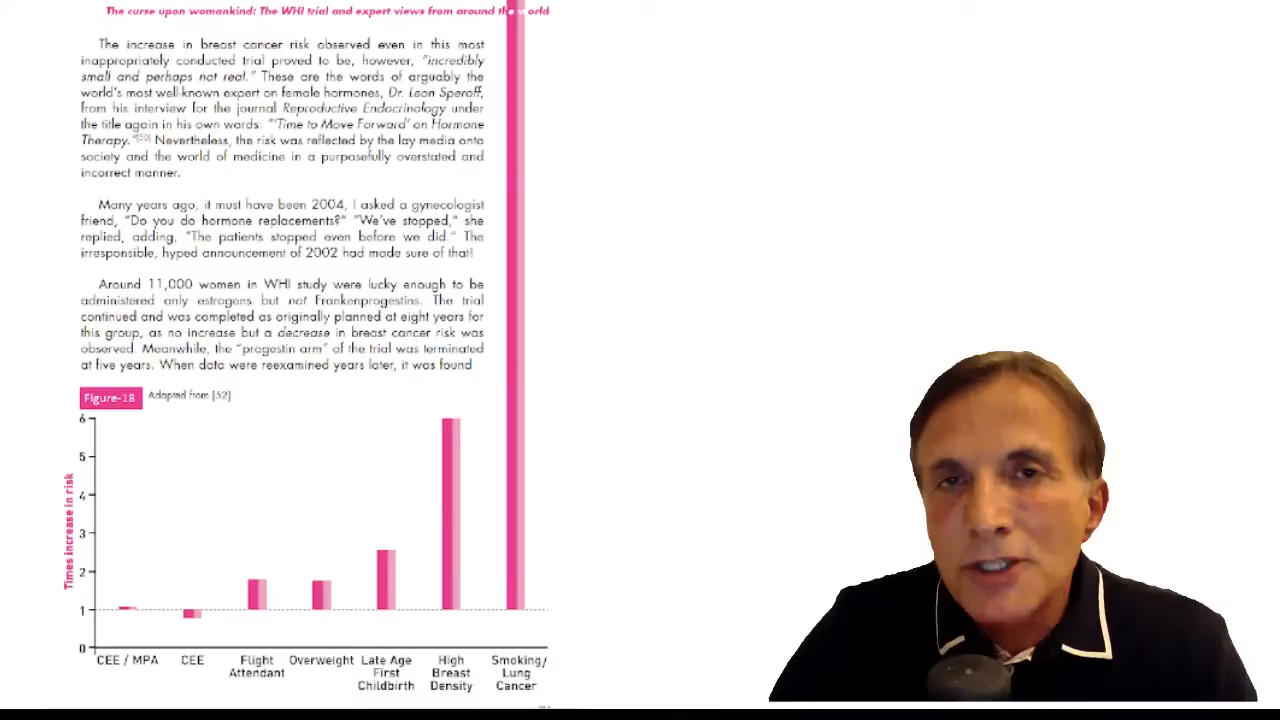 The curse upon womankind: The WHI trial and expert views from around the world
The increase in breast cancer risk observed even in this most
inappropriately conducted trial proved to be, however, "incredibly
small and perhaps not real." These are the words of arguably the
world's most well-known expert on female hormones, Dr. Leon Speroff,
from his interview for the journal Reproductive Endocrinology under
the title again in his own words: "'Time to Move Forward' on Hormone
Therapy."[50] Nevertheless, the risk was reflected by the lay media onto
society and the world of medicine in a purposefully overstated and
incorrect manner.
Many years ago, it must have been 2004, I asked a gynecologist
friend, "Do you do hormone replacements?" "We've stopped," she
replied, adding, "The patients stopped even before we did." The
irresponsible, hyped announcement of 2002 had made sure of that!
Around 11,000 women in WHI study were lucky enough to be
administered only estrogens but not Frankenprogestins. The trial
continued and was completed as originally planned at eight years for
this group, as no increase but a decrease in breast cancer risk was
observed. Meanwhile, the "progestin arm" of the trial was terminated
at five years. When data were reexamined years later, it was found
Figure-18 Adapted from [52]
Times increase in risk
6
5
4
3
2
1
0
CEE / MPA
CEE
Flight
Attendant
Overweight
Late Age
First
Childbirth
High
Breast
Density
Smoking/
Lung
Cancer